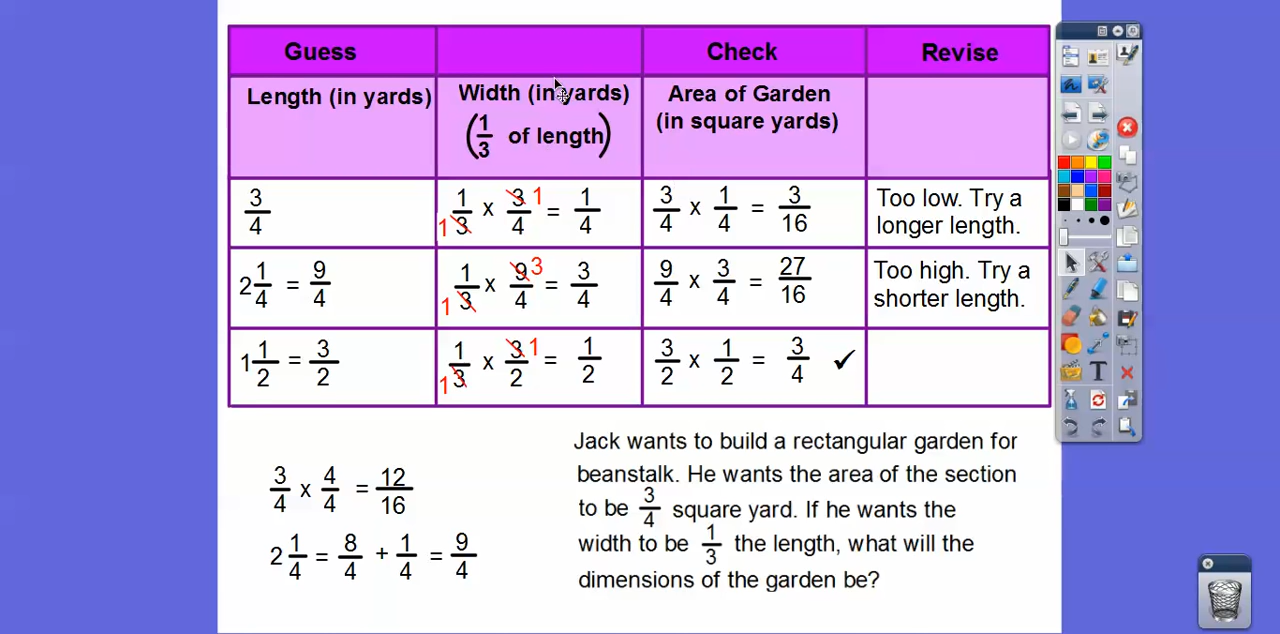 Guess Check Revise
Length (in yards) Width (in yards) Area of Garden
(1/3 of length) (in square yards)
3/4 1/3 x 3/4 = 1/4 3/4 x 1/4 = 3/16 Too low. Try a
1 1 longer length.
2 1/4 = 9/4 1/3 x 9/4 = 3/4 9/4 x 3/4 = 27/16 Too high. Try a
1 3 shorter length.
1 1/2 = 3/2 1/3 x 3/2 = 1/2 3/2 x 1/2 = 3/4 ✓
1 1
3/4 x 4/4 = 12/16
2 1/4 = 8/4 + 1/4 = 9/4
Jack wants to build a rectangular garden for
beanstalk. He wants the area of the section
to be 3/4 square yard. If he wants the
width to be 1/3 the length, what will the
dimensions of the garden be?
T